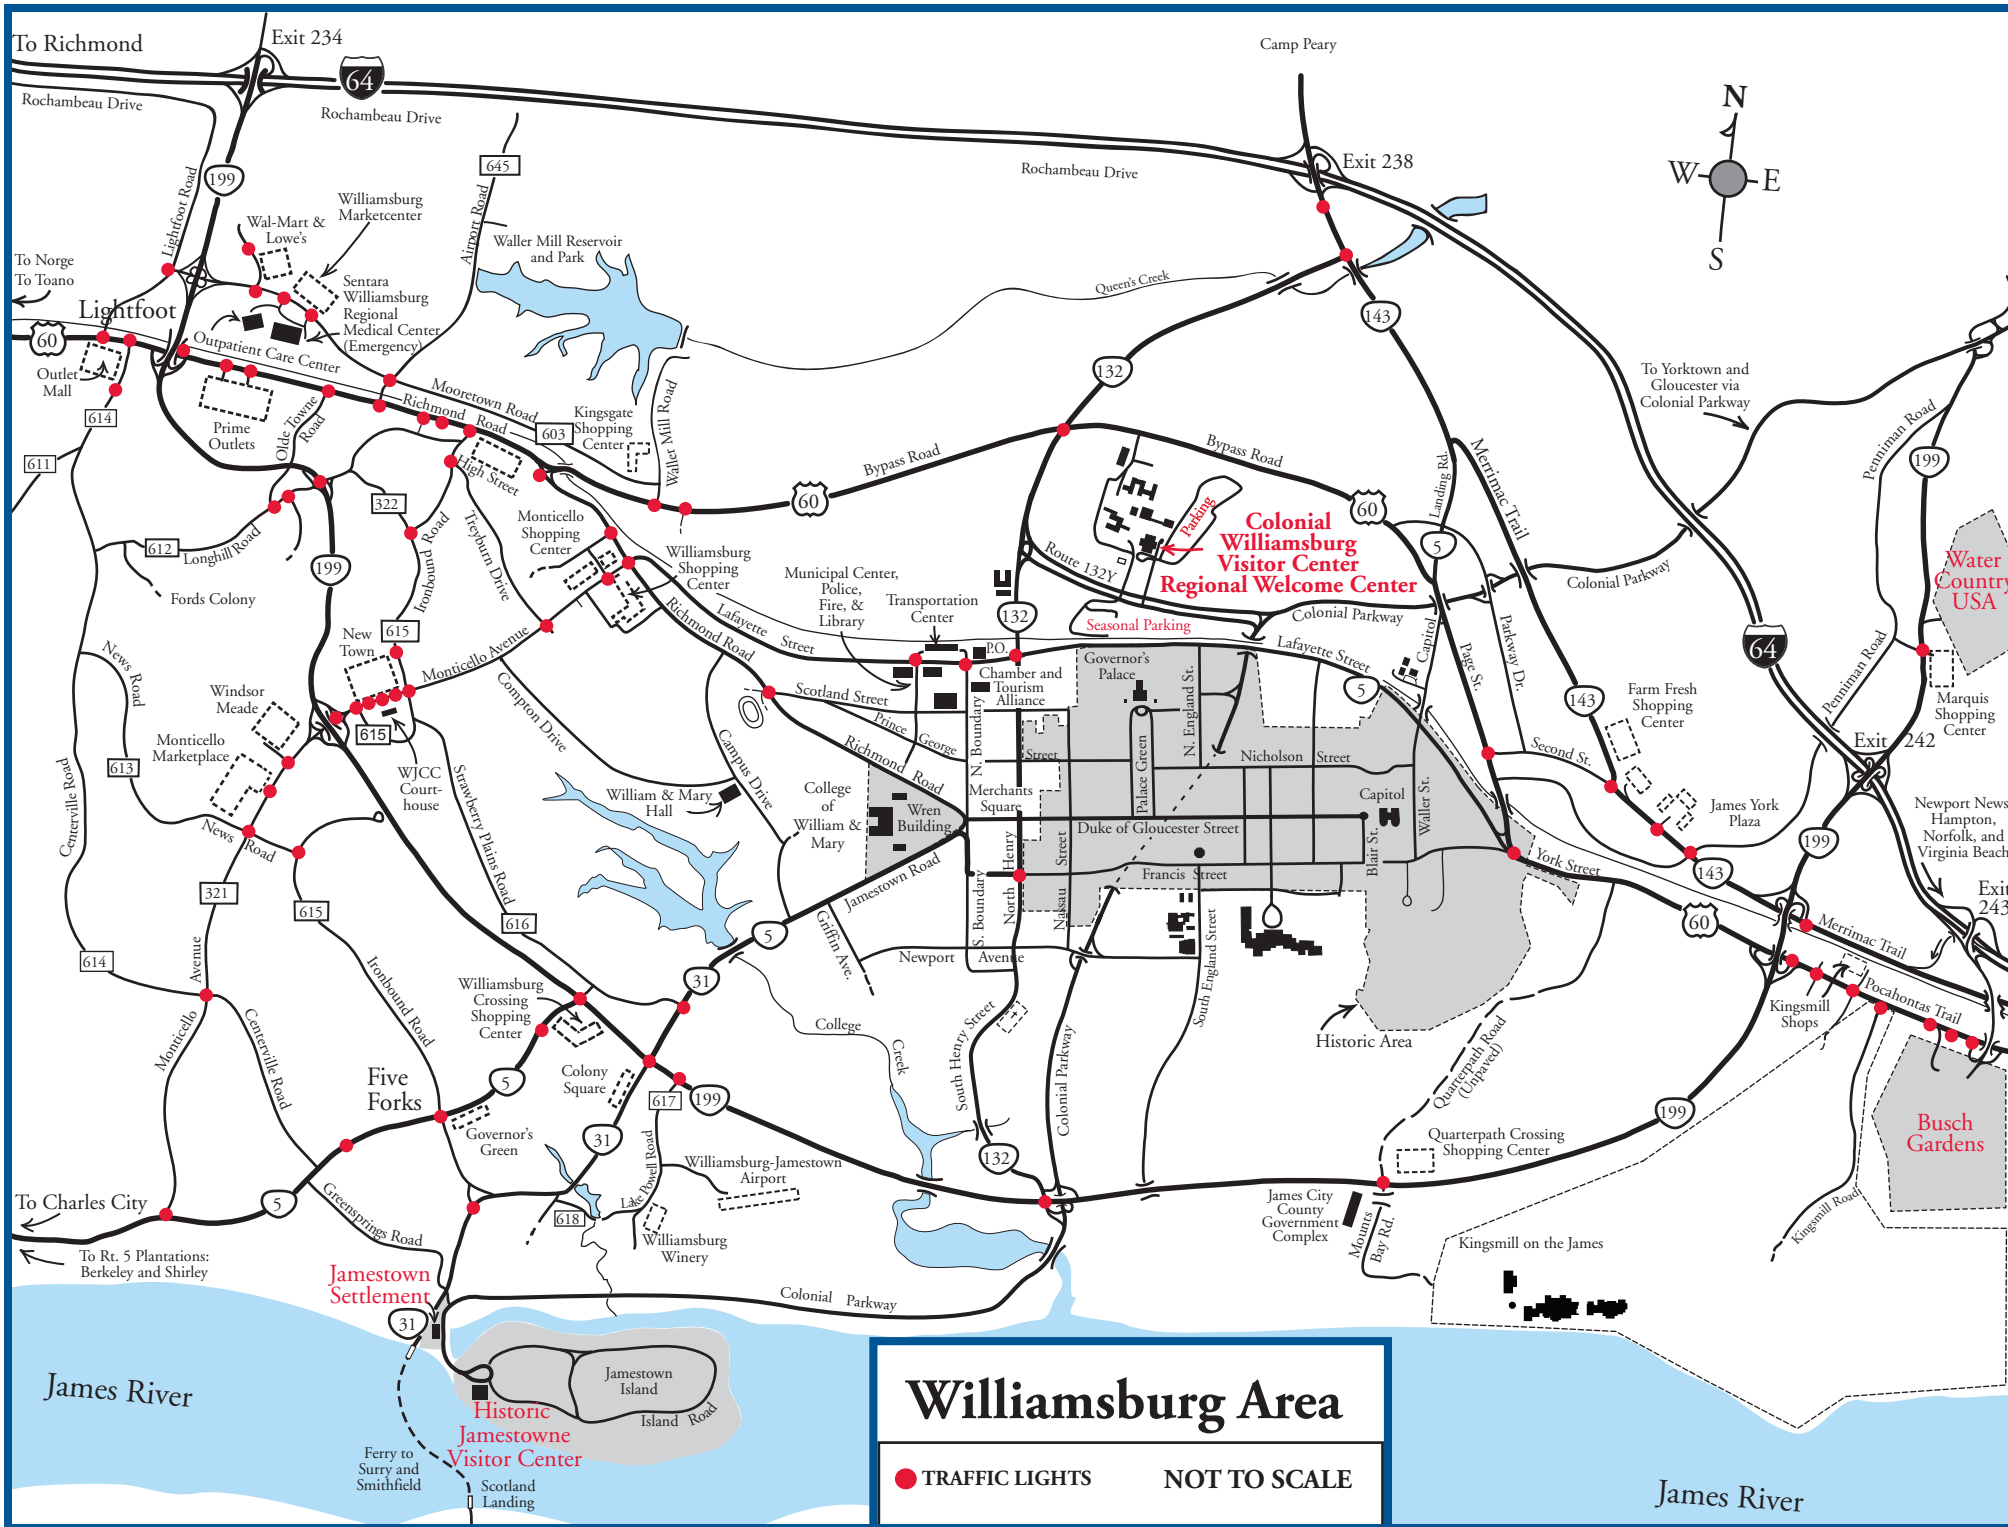 To Richmond
Exit 234
64
Rochambeau Drive
Rochambeau Drive
Camp Peary
Rochambeau Drive
Exit 238
N
W
E
S
199
645
Lightfoot Road
Airport Road
Williamsburg
Marketcenter
Wal-Mart &
Lowe's
Waller Mill Reservoir
and Park
To Norge
To Toano
Sentara
Williamsburg
Regional
Medical Center
(Emergency)
Lightfoot
60
Outpatient Care Center
Outlet
Mall
614
Prime
Outlets
Olde Towne
Road
Mooretown Road
Richmond Road
603
Kingsgate
Shopping
Center
Waller Mill Road
Queen's Creek
143
132
To Yorktown and
Gloucester via
Colonial Parkway
Penniman Road
199
611
High Street
322
Bypass Road
60
Bypass Road
60
Landing Rd.
Merrimac Trail
612
Longhill Road
Fords Colony
199
Ironbound Road
Treyburn Drive
Monticello
Shopping
Center
Williamsburg
Shopping
Center
Parking
Colonial
Williamsburg
Visitor Center
Regional Welcome Center
5
Route 132Y
Seasonal Parking
Colonial Parkway
Colonial Parkway
Water
Country
USA
Municipal Center,
Police,
Fire, &
Library
Transportation
Center
132
P.O.
Richmond Road
Lafayette
Street
Lafayette Street
Capitol
Page St.
Parkway Dr.
64
Penniman Road
Marquis
Shopping
Center
News
Road
New
Town
615
Monticello Avenue
Compton Drive
Windsor
Meade
Monticello
Marketplace
615
WJCC
Court-
house
Scotland Street
Prince
George
Street
Chamber and
Tourism
Alliance
Governor's
Palace
N. England St.
5
143
Farm Fresh
Shopping
Center
Second St.
Exit 242
613
Centerville Road
News Road
Strawberry Plains Road
William & Mary
Hall
Campus Drive
College
of
William &
Mary
Richmond Road
Wren
Building
N. Boundary
Merchants
Square
Palace Green
Nicholson Street
Capitol
Duke of Gloucester Street
Waller St.
Blair St.
James York
Plaza
Newport News
Hampton,
Norfolk, and
Virginia Beach
199
Exit
243
321
615
616
Jamestown Road
5
Griffin Ave.
S. Boundary
North Henry
Nassau Street
Francis Street
York Street
143
60
Merrimac Trail
614
Monticello Avenue
Centerville Road
Ironbound Road
Williamsburg
Crossing
Shopping
Center
31
Newport Avenue
South England Street
Historic Area
Quarterpath Road
(Unpaved)
Kingsmill
Shops
Pocahontas Trail
College
Creek
South Henry Street
Colonial Parkway
Five
Forks
5
Colony
Square
617
199
Governor's
Green
31
Lake Powell Road
Williamsburg-Jamestown
Airport
132
Quarterpath Crossing
Shopping Center
199
Busch
Gardens
To Charles City
5
Greensprings Road
618
Williamsburg
Winery
James City
County
Government
Complex
Mounts
Bay Rd.
Kingsmill on the James
Kingsmill Road
To Rt. 5 Plantations:
Berkeley and Shirley
Jamestown
Settlement
31
Colonial Parkway
James River
Jamestown
Island
Island Road
Historic
Jamestowne
Visitor Center
Ferry to
Surry and
Smithfield
Scotland
Landing
Williamsburg Area
TRAFFIC LIGHTS
NOT TO SCALE
James River